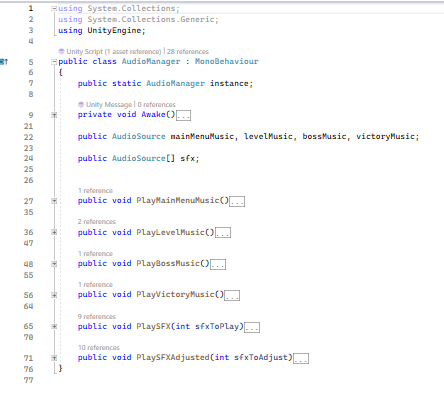 1 using System.Collections;
2 using System.Collections.Generic;
3 using UnityEngine;
4
Unity Script (1 asset reference) | 28 references
5 public class AudioManager : MonoBehaviour
6 {
7 public static AudioManager instance;
8
Unity Message | 0 references
9 private void Awake()...
21
22 public AudioSource mainMenuMusic, levelMusic, bossMusic, victoryMusic;
23
24 public AudioSource[] sfx;
25
26
1 reference
27 public void PlayMainMenuMusic()...
35
2 references
36 public void PlayLevelMusic()...
47
1 reference
48 public void PlayBossMusic()...
55
1 reference
56 public void PlayVictoryMusic()...
64
9 references
65 public void PlaySFX(int sfxToPlay)...
70
10 references
71 public void PlaySFXAdjusted(int sfxToAdjust)...
76 }
77